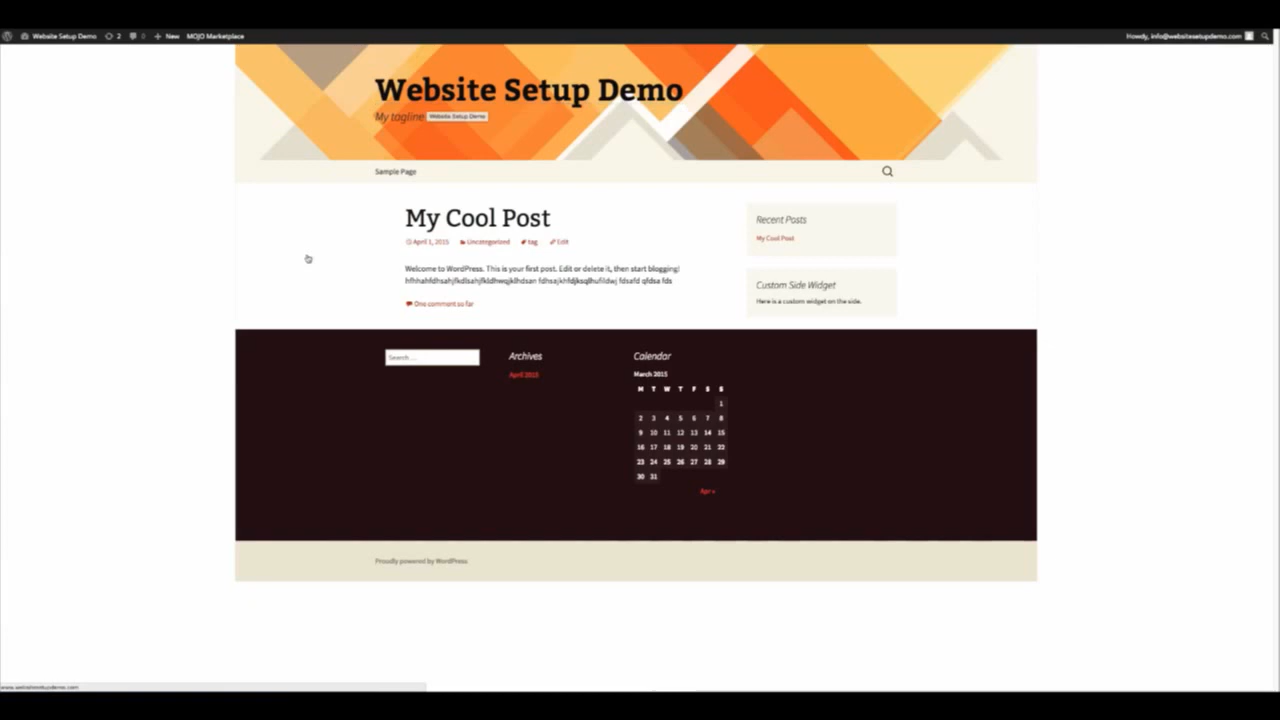 Website Setup Demo 2 0 New MOJO Marketplace Howdy, info@websitesetupdemo.com
Website Setup Demo
My tagline Website Setup Demo
Sample Page
My Cool Post
April 1, 2015 Uncategorized tag Edit
Welcome to WordPress. This is your first post. Edit or delete it, then start blogging!
One comment so far
Recent Posts
My Cool Post
Custom Side Widget
Here is a custom widget on the side.
Search ...
Archives
April 2015
Calendar
March 2015
M T W T F S S
1
2 3 4 5 6 7 8
9 10 11 12 13 14 15
16 17 18 19 20 21 22
23 24 25 26 27 28 29
30 31
Apr »
Proudly powered by WordPress
www.websitesetupdemo.com